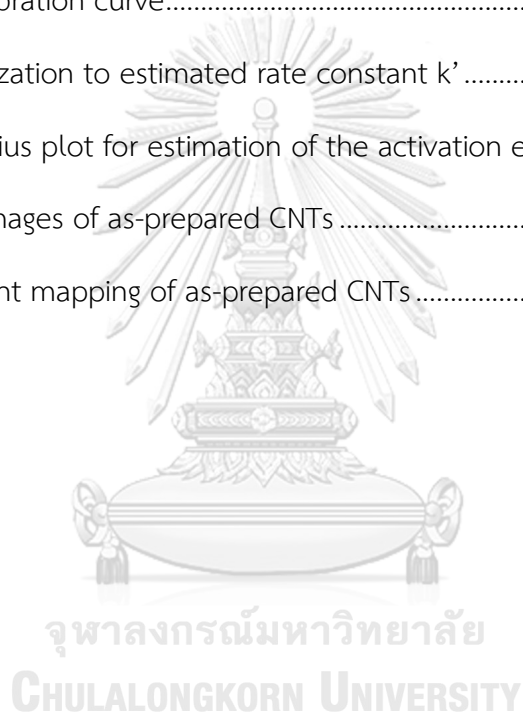 oration curve..........................................
zation to estimated rate constant k’..........
ius plot for estimation of the activation e
nages of as-prepared CNTs........................
nt mapping of as-prepared CNTs................
จุฬาลงกรณ์มหาวิทยาลัย
CHULALONGKORN UNIVERSITY